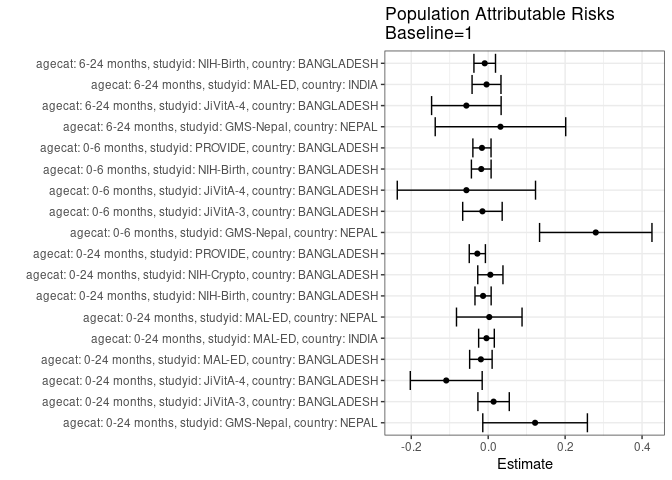 Population Attributable Risks
Baseline=1
agecat: 6-24 months, studyid: NIH-Birth, country: BANGLADESH
agecat: 6-24 months, studyid: MAL-ED, country: INDIA
agecat: 6-24 months, studyid: JiVitA-4, country: BANGLADESH
agecat: 6-24 months, studyid: GMS-Nepal, country: NEPAL
agecat: 0-6 months, studyid: PROVIDE, country: BANGLADESH
agecat: 0-6 months, studyid: NIH-Birth, country: BANGLADESH
agecat: 0-6 months, studyid: JiVitA-4, country: BANGLADESH
agecat: 0-6 months, studyid: JiVitA-3, country: BANGLADESH
agecat: 0-6 months, studyid: GMS-Nepal, country: NEPAL
agecat: 0-24 months, studyid: PROVIDE, country: BANGLADESH
agecat: 0-24 months, studyid: NIH-Crypto, country: BANGLADESH
agecat: 0-24 months, studyid: NIH-Birth, country: BANGLADESH
agecat: 0-24 months, studyid: MAL-ED, country: NEPAL
agecat: 0-24 months, studyid: MAL-ED, country: INDIA
agecat: 0-24 months, studyid: MAL-ED, country: BANGLADESH
agecat: 0-24 months, studyid: JiVitA-4, country: BANGLADESH
agecat: 0-24 months, studyid: JiVitA-3, country: BANGLADESH
agecat: 0-24 months, studyid: GMS-Nepal, country: NEPAL
-0.2 0.0 0.2 0.4
Estimate